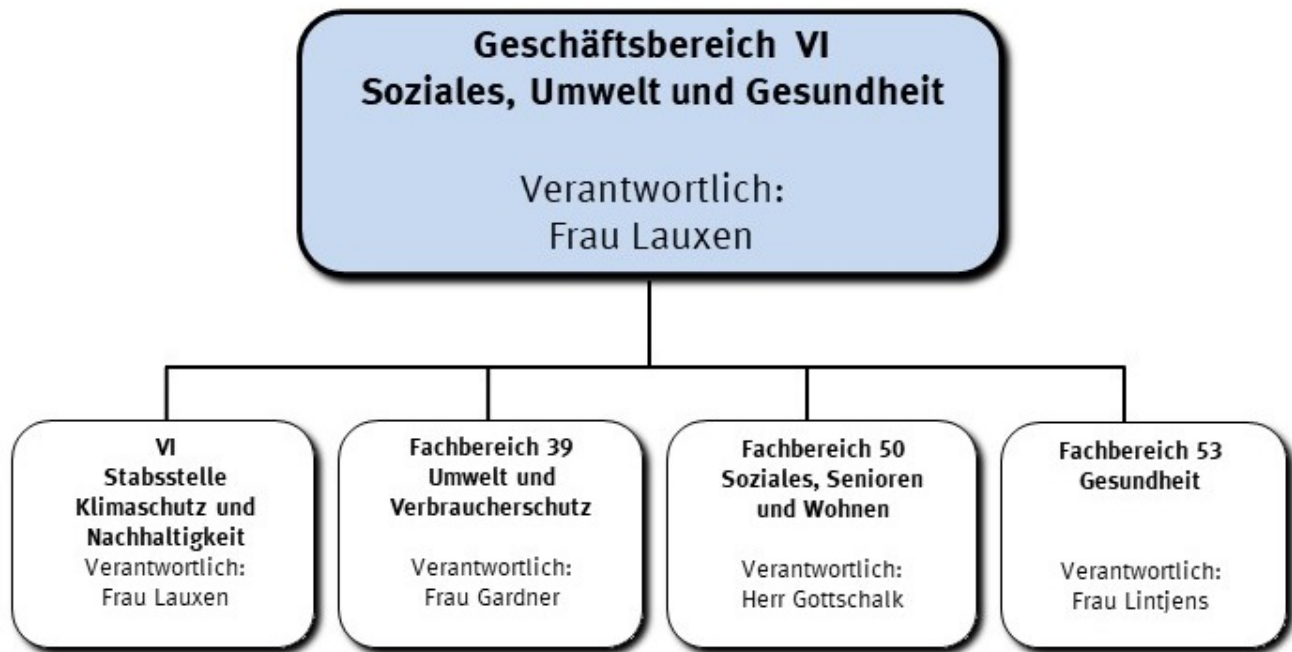 Geschäftsbereich VI
Soziales, Umwelt und Gesundheit
Verantwortlich:
Frau Lauxen
VI
Stabsstelle
Klimaschutz und
Nachhaltigkeit
Verantwortlich:
Frau Lauxen
Fachbereich 39
Umwelt und
Verbraucherschutz
Verantwortlich:
Frau Gardner
Fachbereich 50
Soziales, Senioren
und Wohnen
Verantwortlich:
Herr Gottschalk
Fachbereich 53
Gesundheit
Verantwortlich:
Frau Lintjens